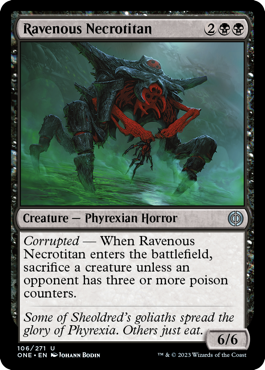 Ravenous Necrotitan 2
Creature — Phyrexian Horror
Corrupted — When Ravenous
Necrotitan enters the battlefield,
sacrifice a creature unless an
opponent has three or more poison
counters.
Some of Sheoldred's goliaths spread the
glory of Phyrexia. Others just eat.
6/6
106/271 U
ONE • EN Johann Bodin ™ & © 2023 Wizards of the Coast